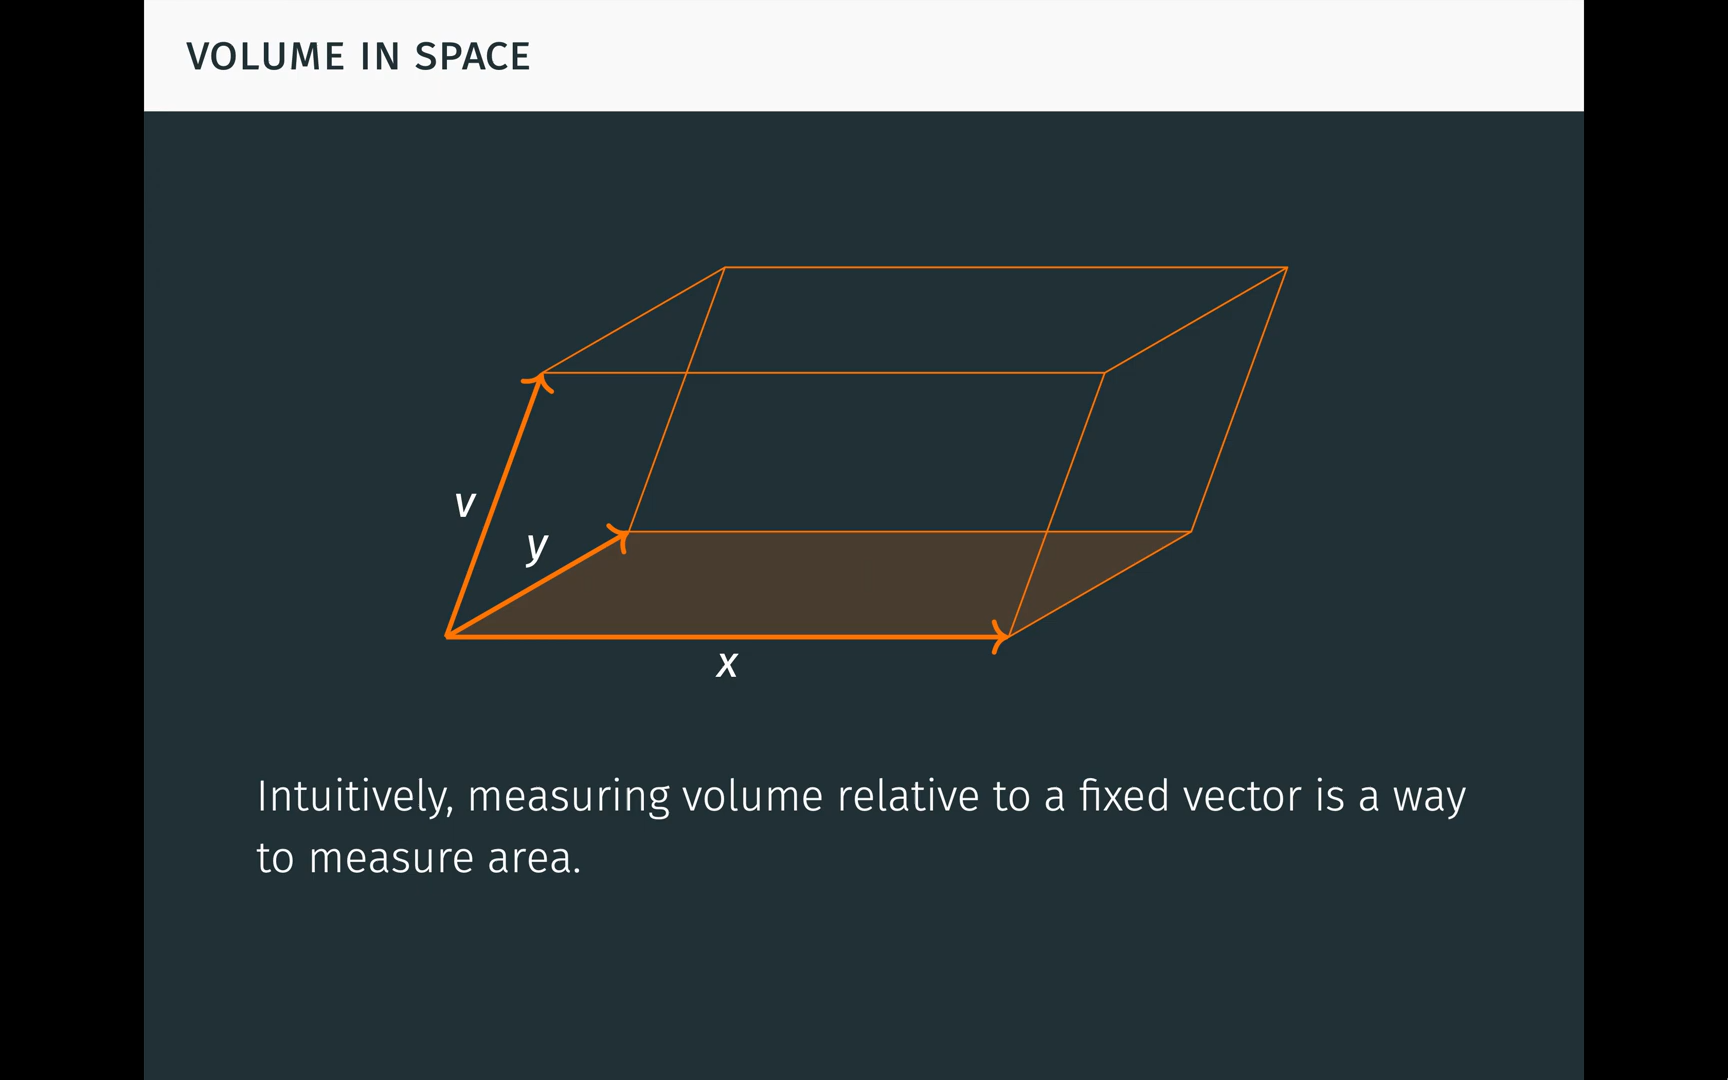 VOLUME IN SPACE
v
y
x
Intuitively, measuring volume relative to a fixed vector is a way
to measure area.